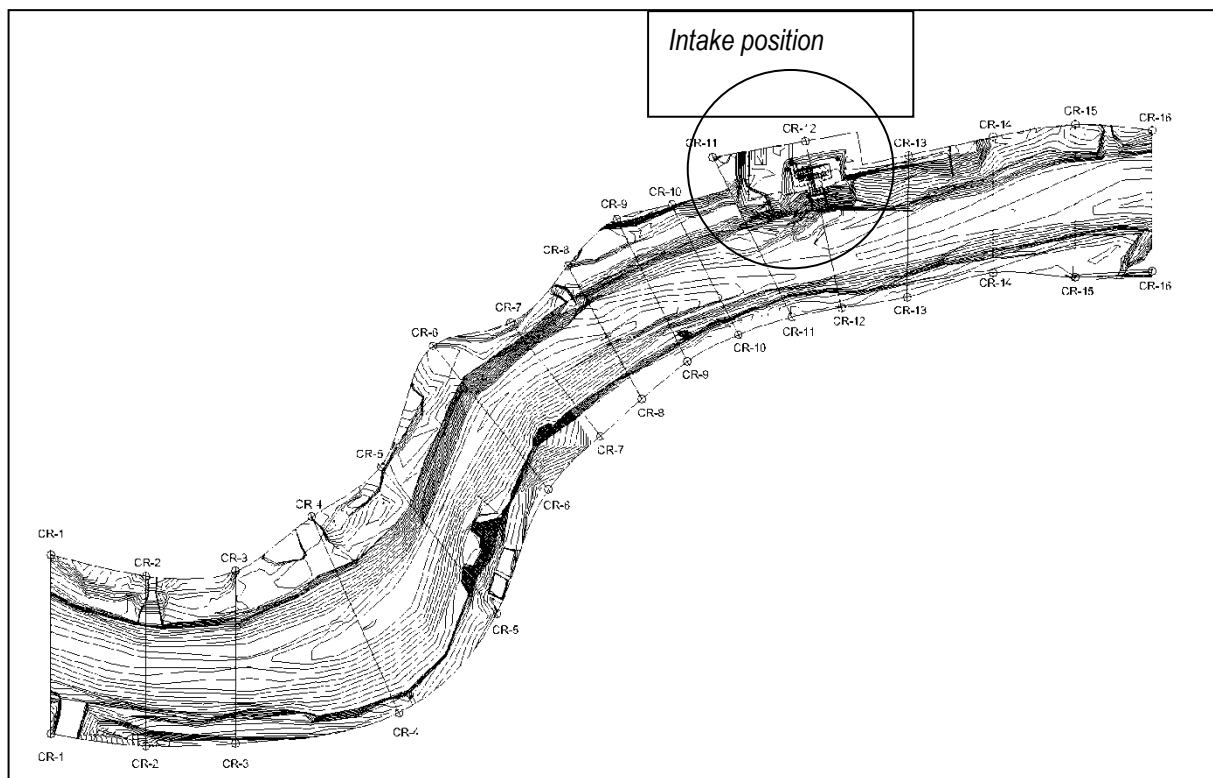 Intake position
CR-15
CR-16
CR-14
CR-12
CR-13
CR-11
CR-10
CR-9
CR-8
CR-7
CR-6
CR-16
CR-15
CR-14
CR-13
CR-12
CR-11
CR-10
CR-9
CR-8
CR-7
CR-6
CR-5
CR-4
CR-1
CR-2
CR-3
CR-5
CR-4
CR-1
CR-2
CR-3